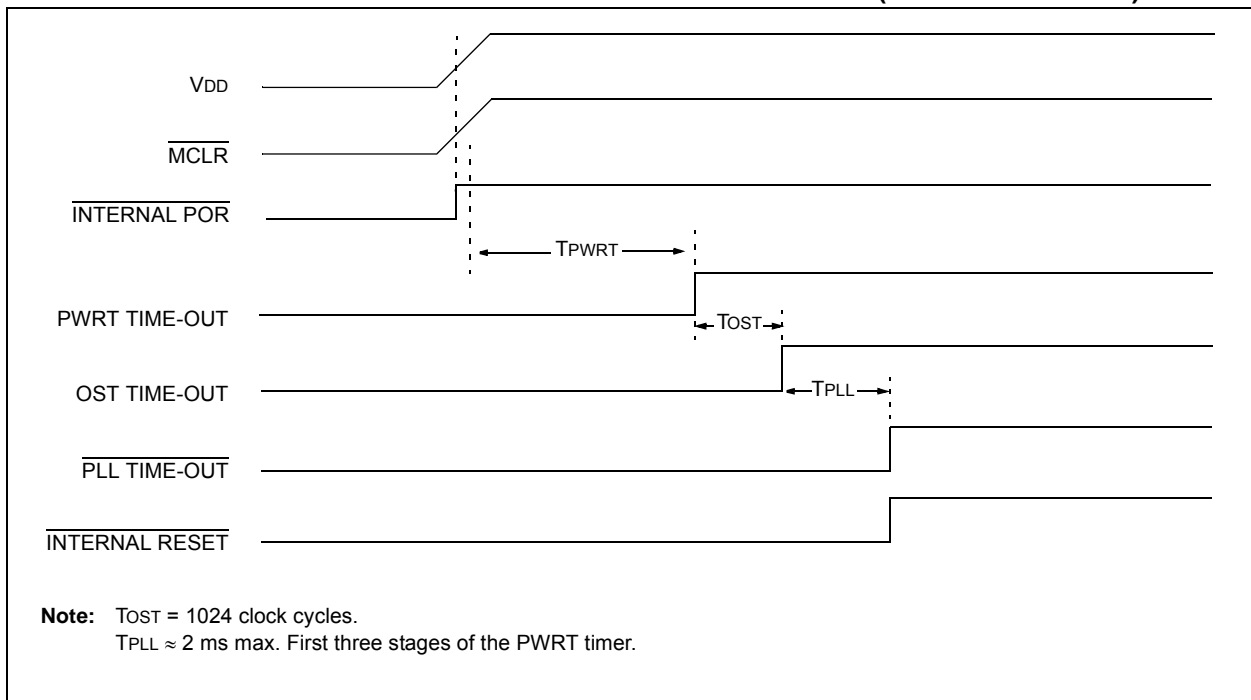 VDD
MCLR
INTERNAL POR
TPWRT
PWRT TIME-OUT
TOST
OST TIME-OUT
TPLL
PLL TIME-OUT
INTERNAL RESET
Note: TOST = 1024 clock cycles.
TPLL ≈ 2 ms max. First three stages of the PWRT timer.